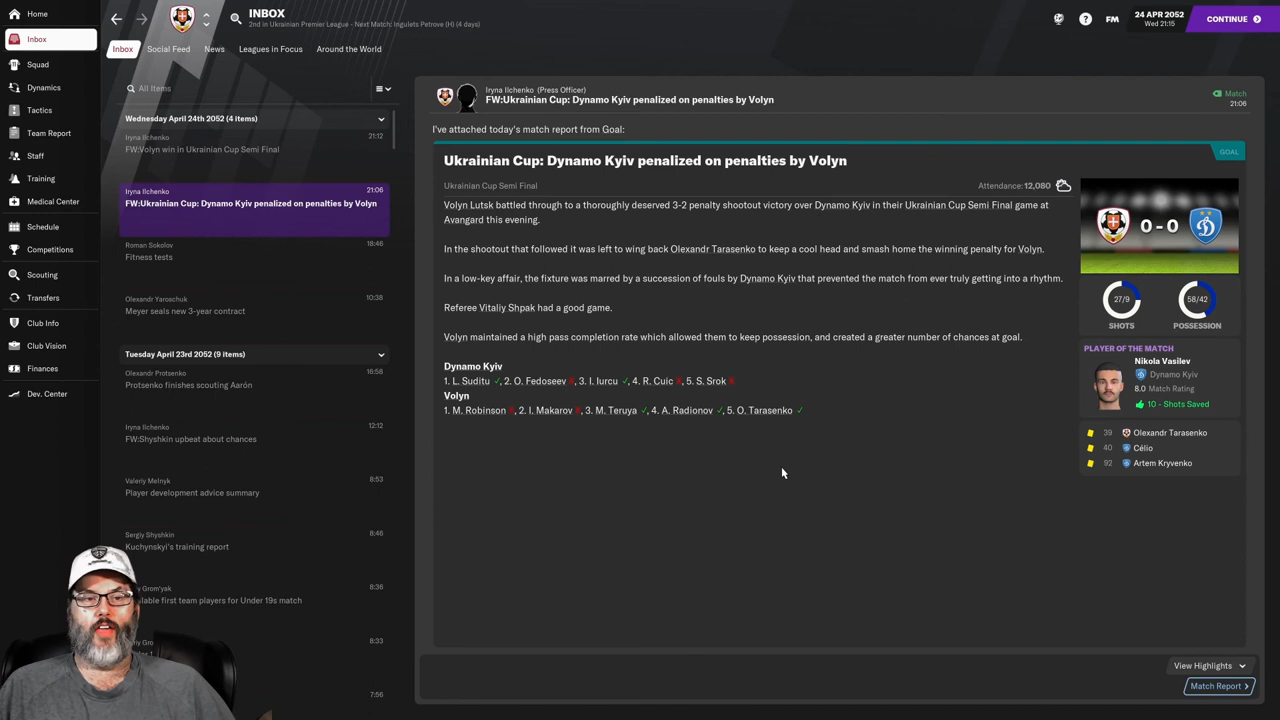 Home
Inbox
Squad
Dynamics
Tactics
Team Report
Staff
Training
Medical Center
Schedule
Competitions
Scouting
Transfers
Club Info
Club Vision
Finances
Dev. Center
INBOX
2nd in Ukrainian Premier League - Next Match: Ingulets Petrove (H) (4 days)
FM
24 APR 2052
Wed 21:15
CONTINUE
Inbox Social Feed News Leagues in Focus Around the World
All Items
Wednesday April 24th 2052 (4 items)
Iryna Ilchenko 21:12
FW:Volyn win in Ukrainian Cup Semi Final
Iryna Ilchenko 21:06
FW:Ukrainian Cup: Dynamo Kyiv penalized on penalties by Volyn
Roman Sokolov 18:46
Fitness tests
Olexandr Yaroschuk 10:38
Meyer seals new 3-year contract
Tuesday April 23rd 2052 (9 items)
Olexandr Protsenko 16:58
Protsenko finishes scouting Aarón
Iryna Ilchenko 12:12
FW:Shyshkin upbeat about chances
Valeriy Melnyk 8:53
Player development advice summary
Sergiy Shyshkin 8:46
Kuchynskyi's training report
Grom'yak 8:36
first team players for Under 19s match
8:33
7:56
Iryna Ilchenko (Press Officer)
FW:Ukrainian Cup: Dynamo Kyiv penalized on penalties by Volyn
Match
21:06
I've attached today's match report from Goal:
GOAL
Ukrainian Cup: Dynamo Kyiv penalized on penalties by Volyn
Ukrainian Cup Semi Final
Attendance: 12,080
Volyn Lutsk battled through to a thoroughly deserved 3-2 penalty shootout victory over Dynamo Kyiv in their Ukrainian Cup Semi Final game at
Avangard this evening.
In the shootout that followed it was left to wing back Olexandr Tarasenko to keep a cool head and smash home the winning penalty for Volyn.
In a low-key affair, the fixture was marred by a succession of fouls by Dynamo Kyiv that prevented the match from ever truly getting into a rhythm.
Referee Vitaliy Shpak had a good game.
Volyn maintained a high pass completion rate which allowed them to keep possession, and created a greater number of chances at goal.
Dynamo Kyiv
1. L. Suditu ✓, 2. O. Fedoseev, 3. I. Iurcu ✓, 4. R. Cuic, 5. S. Srok
Volyn
1. M. Robinson, 2. I. Makarov, 3. M. Teruya ✓, 4. A. Radionov ✓, 5. O. Tarasenko ✓
0 - 0
27/9
SHOTS
58/42
POSSESSION
PLAYER OF THE MATCH
Nikola Vasilev
Dynamo Kyiv
8.0 Match Rating
10 - Shots Saved
39 Olexandr Tarasenko
40 Célio
92 Artem Kryvenko
View Highlights
Match Report